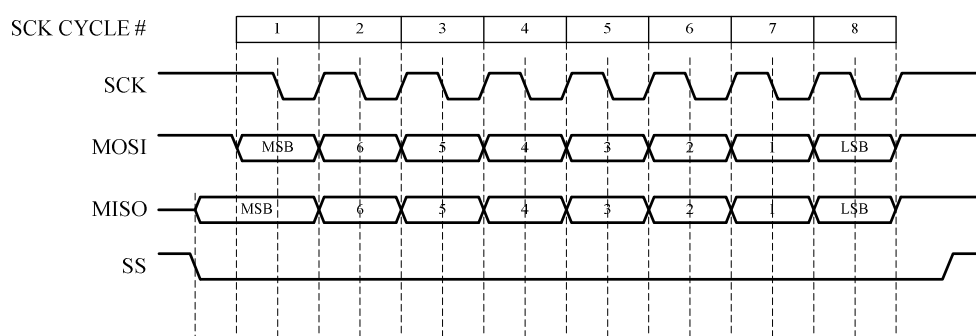 SCK CYCLE # 1 2 3 4 5 6 7 8
SCK
MOSI MSB 6 5 4 3 2 1 LSB
MISO MSB 6 5 4 3 2 1 LSB
SS